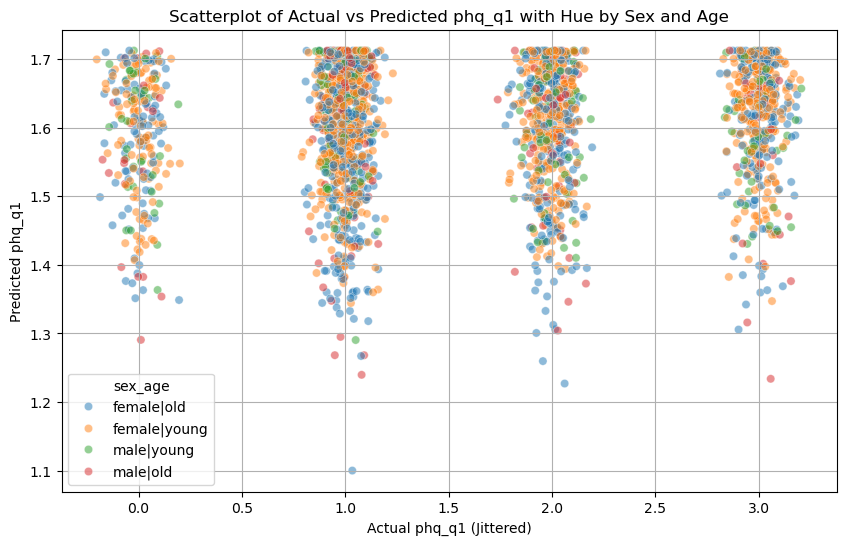 Scatterplot of Actual vs Predicted phq_q1 with Hue by Sex and Age
Predicted phq_q1
1.7
1.6
1.5
1.4
1.3
1.2
1.1
sex_age
female|old
female|young
male|young
male|old
0.0 0.5 1.0 1.5 2.0 2.5 3.0
Actual phq_q1 (Jittered)